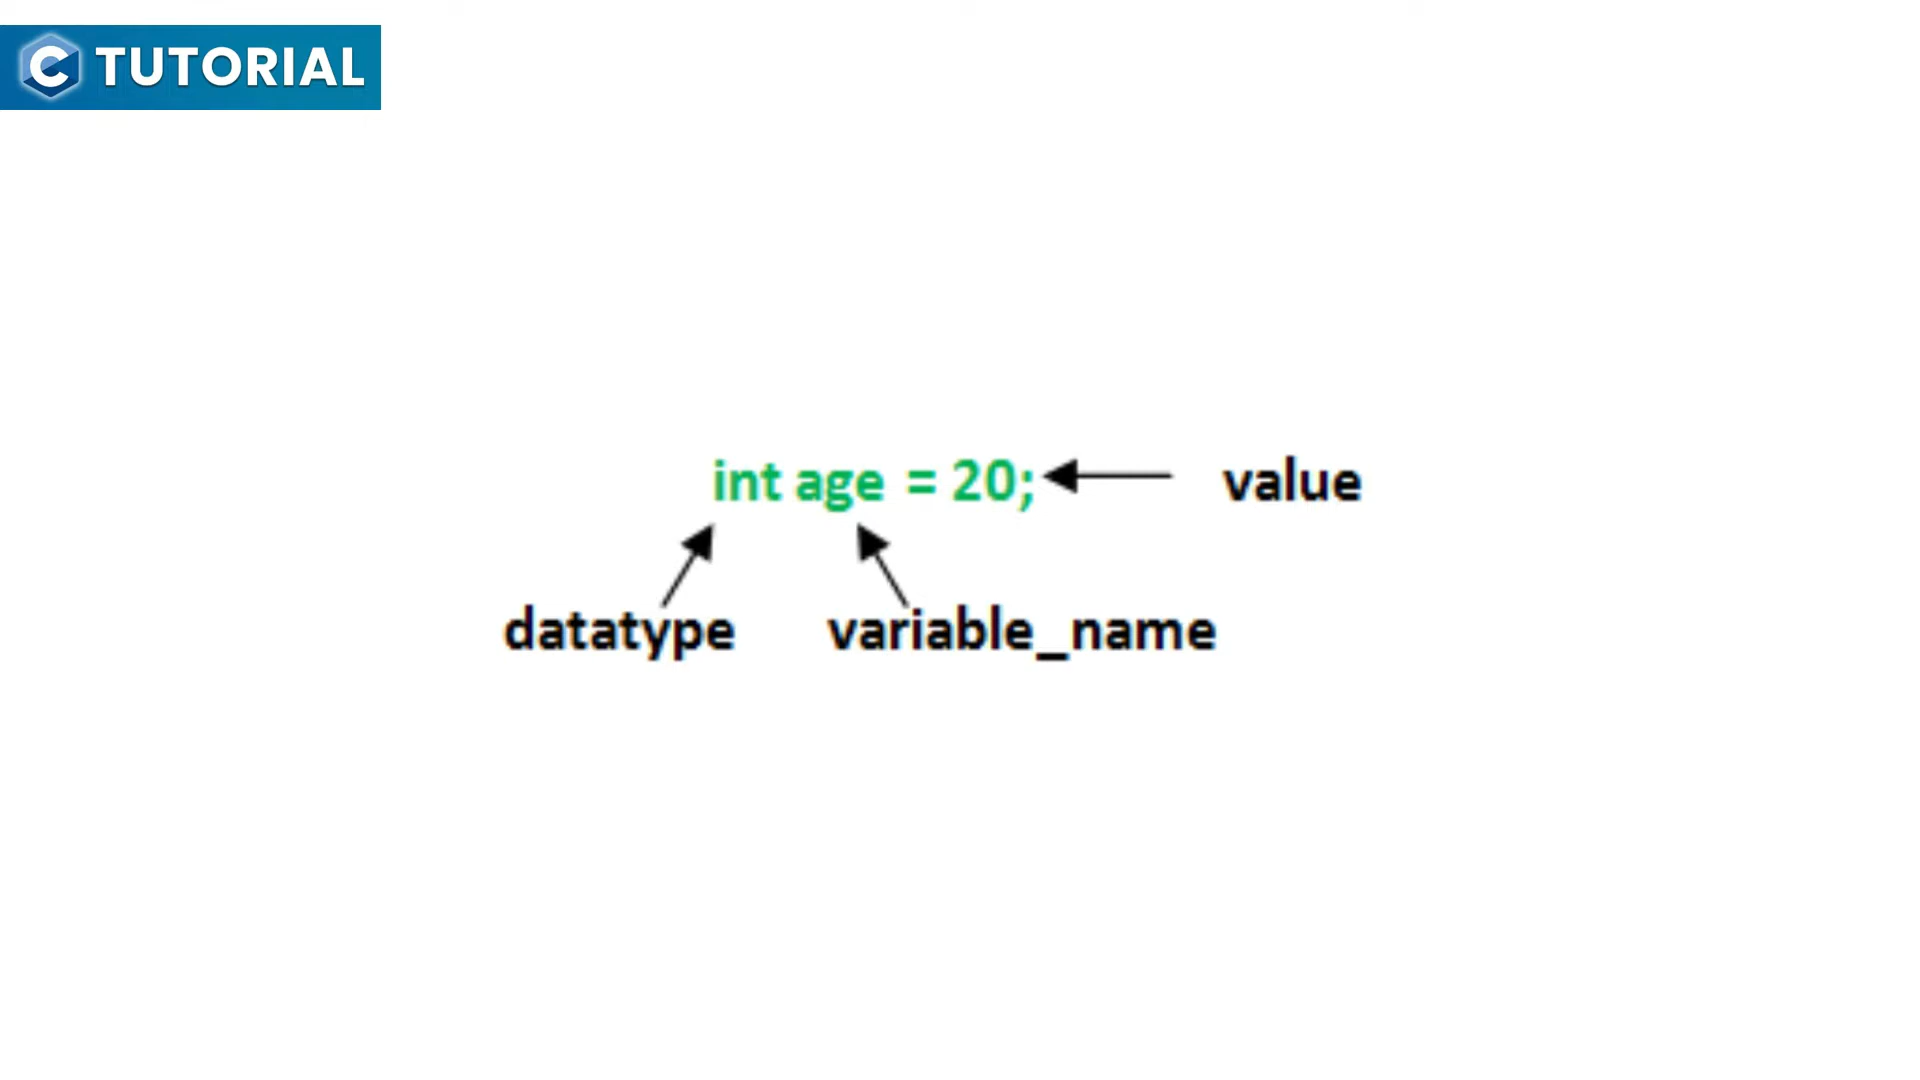 C TUTORIAL
int age = 20; value
datatype variable_name